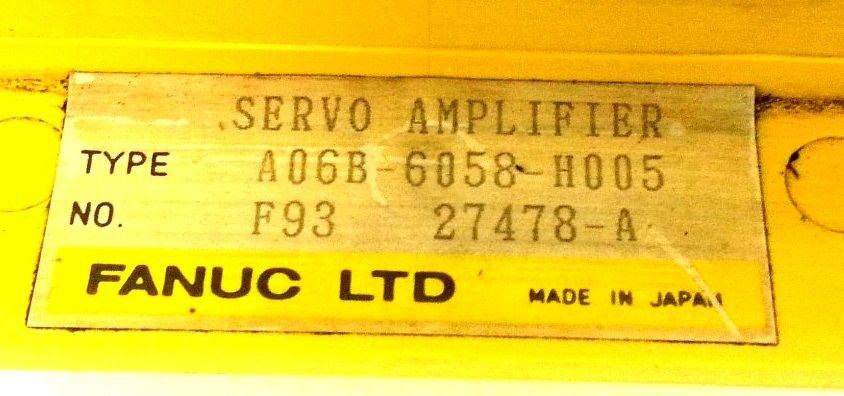 SERVO AMPLIFIER
TYPE A06B-6058-H005
NO. F93 27478-A
FANUC LTD MADE IN JAPAN